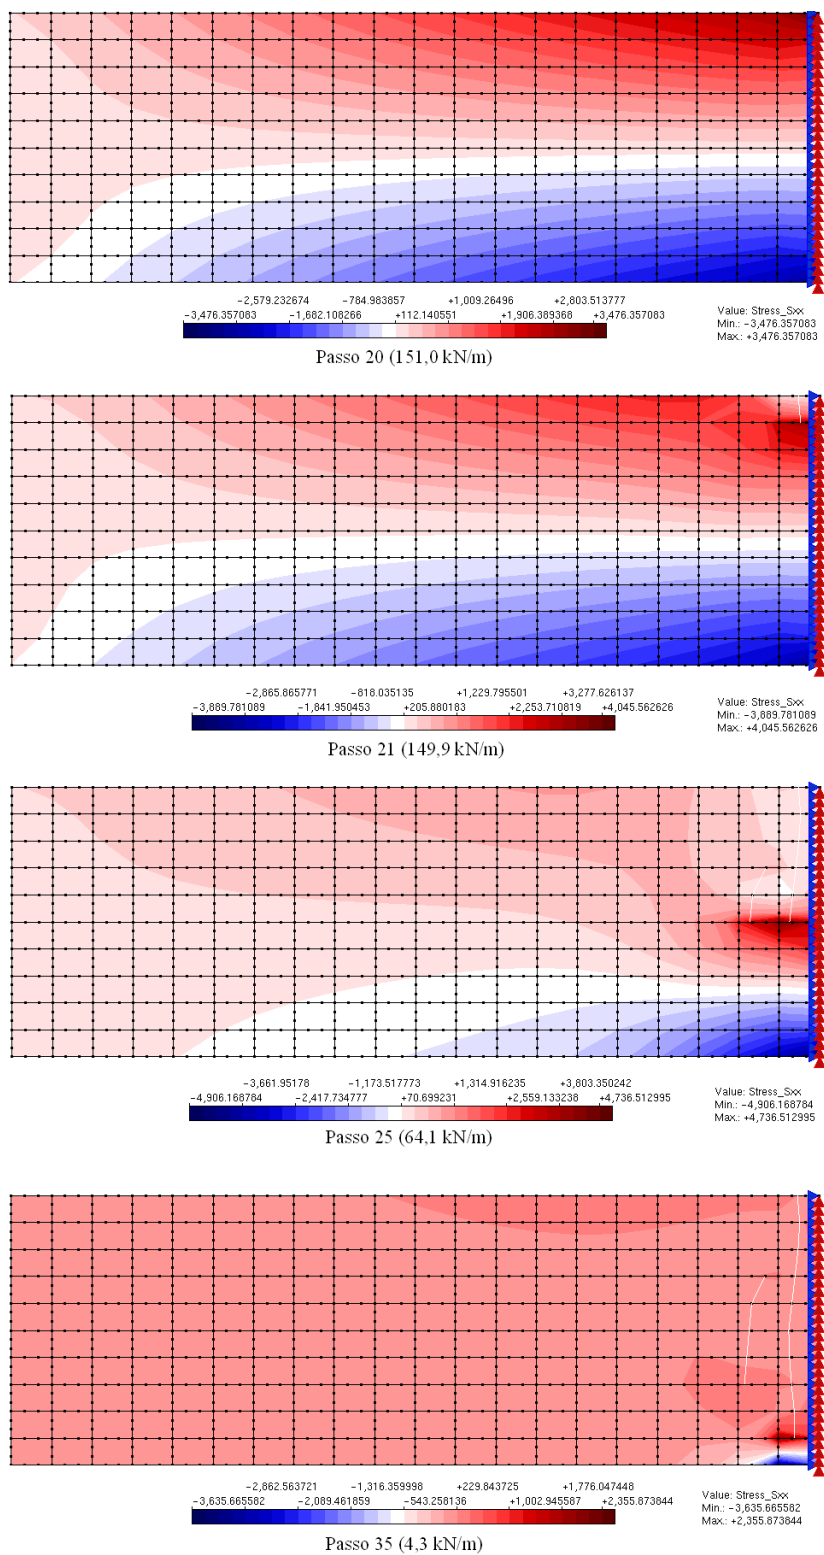 −2,579.232674 −784.983857 +1,009.26496 +2,803.513777
−3,476.357083 −1,682.108266 +112.140551 +1,906.389368 +3,476.357083
Value: Stress_Sxx
Min.: −3,476.357083
Max.: +3,476.357083
Passo 20 (151,0 kN/m)
−2,865.865771 −818.035135 +1,229.795501 +3,277.626137
−3,889.781089 −1,841.950453 +205.880183 +2,253.710819 +4,045.562626
Value: Stress_Sxx
Min.: −3,889.781089
Max.: +4,045.562626
Passo 21 (149,9 kN/m)
−3,661.95178 −1,173.517773 +1,314.916235 +3,803.350242
−4,906.168784 −2,417.734777 +70.699231 +2,559.133238 +4,736.512995
Value: Stress_Sxx
Min.: −4,906.168784
Max.: +4,736.512995
Passo 25 (64,1 kN/m)
−2,862.563721 −1,316.359998 +229.843725 +1,776.047448
−3,635.665582 −2,089.461859 −543.258136 +1,002.945587 +2,355.873844
Value: Stress_Sxx
Min.: −3,635.665582
Max.: +2,355.873844
Passo 35 (4,3 kN/m)